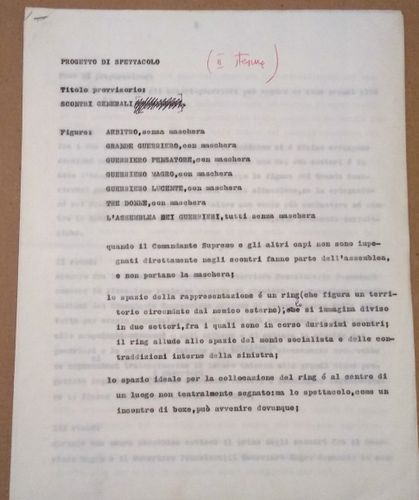 PROGETTO DI SPETTACOLO
(II stesura)
Titolo provvisorio:
SCONTRI GENERALI
Figure: ARBITRO,senza maschera
GRANDE GUERRIERO,con maschera
GUERRIERO PENSATORE,con maschera
GUERRIERO MAGRO,con maschera
GUERRIERO LUCENTE,con maschera
TRE DONNE,con maschera
L'ASSEMBLEA DEI GUERRIERI,tutti senza maschera
quando il Comandante Supremo e gli altri capi non sono impe-
gnati direttamente negli scontri fanno parte dell'assemblea,
e non portano la maschera;
lo spazio della rappresentazione é un ring(che figura un terri-
torio circondato dal nemico esterno), che si immagina diviso
in due settori,fra i quali sono in corso durissimi scontri;
il ring allude allo spazio del mondo socialista e delle con-
traddizioni interne della sinistra;
lo spazio ideale per la collocazione del ring é al centro di
un luogo non teatralmente segnato:ma lo spettacolo,come un
incontro di boxe,può avvenire dovunque;